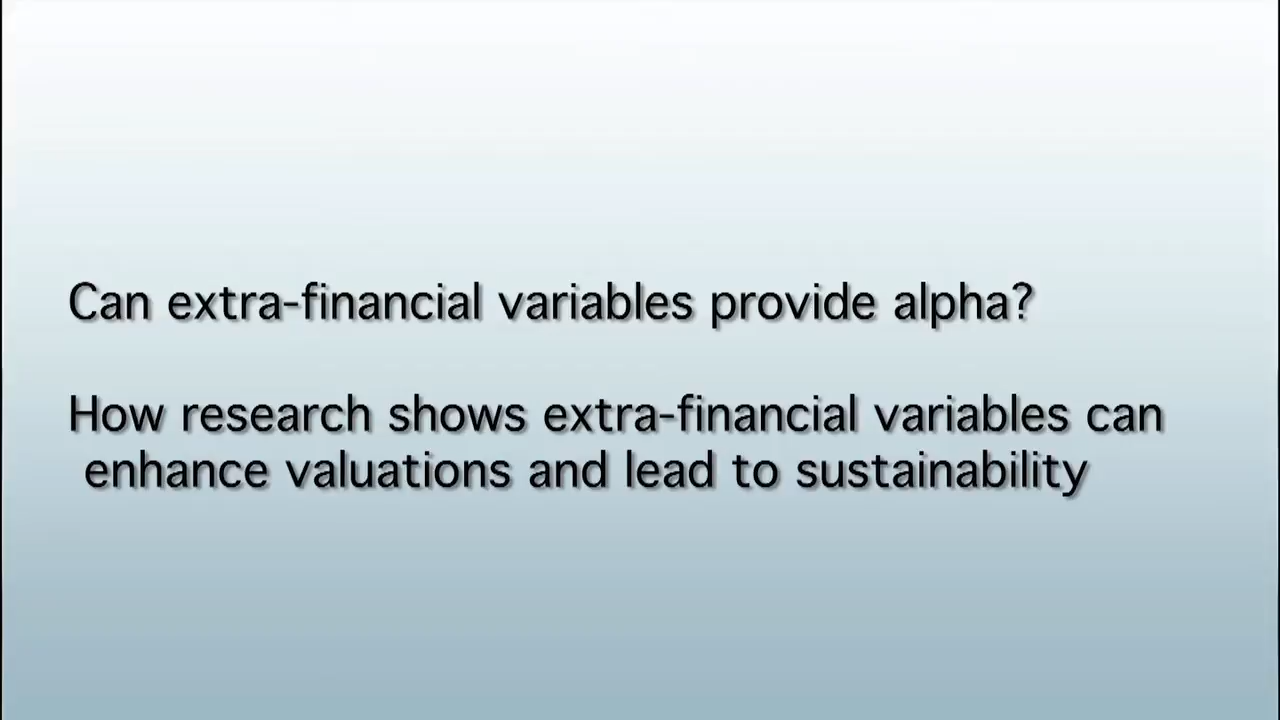 Can extra-financial variables provide alpha?
How research shows extra-financial variables can
enhance valuations and lead to sustainability